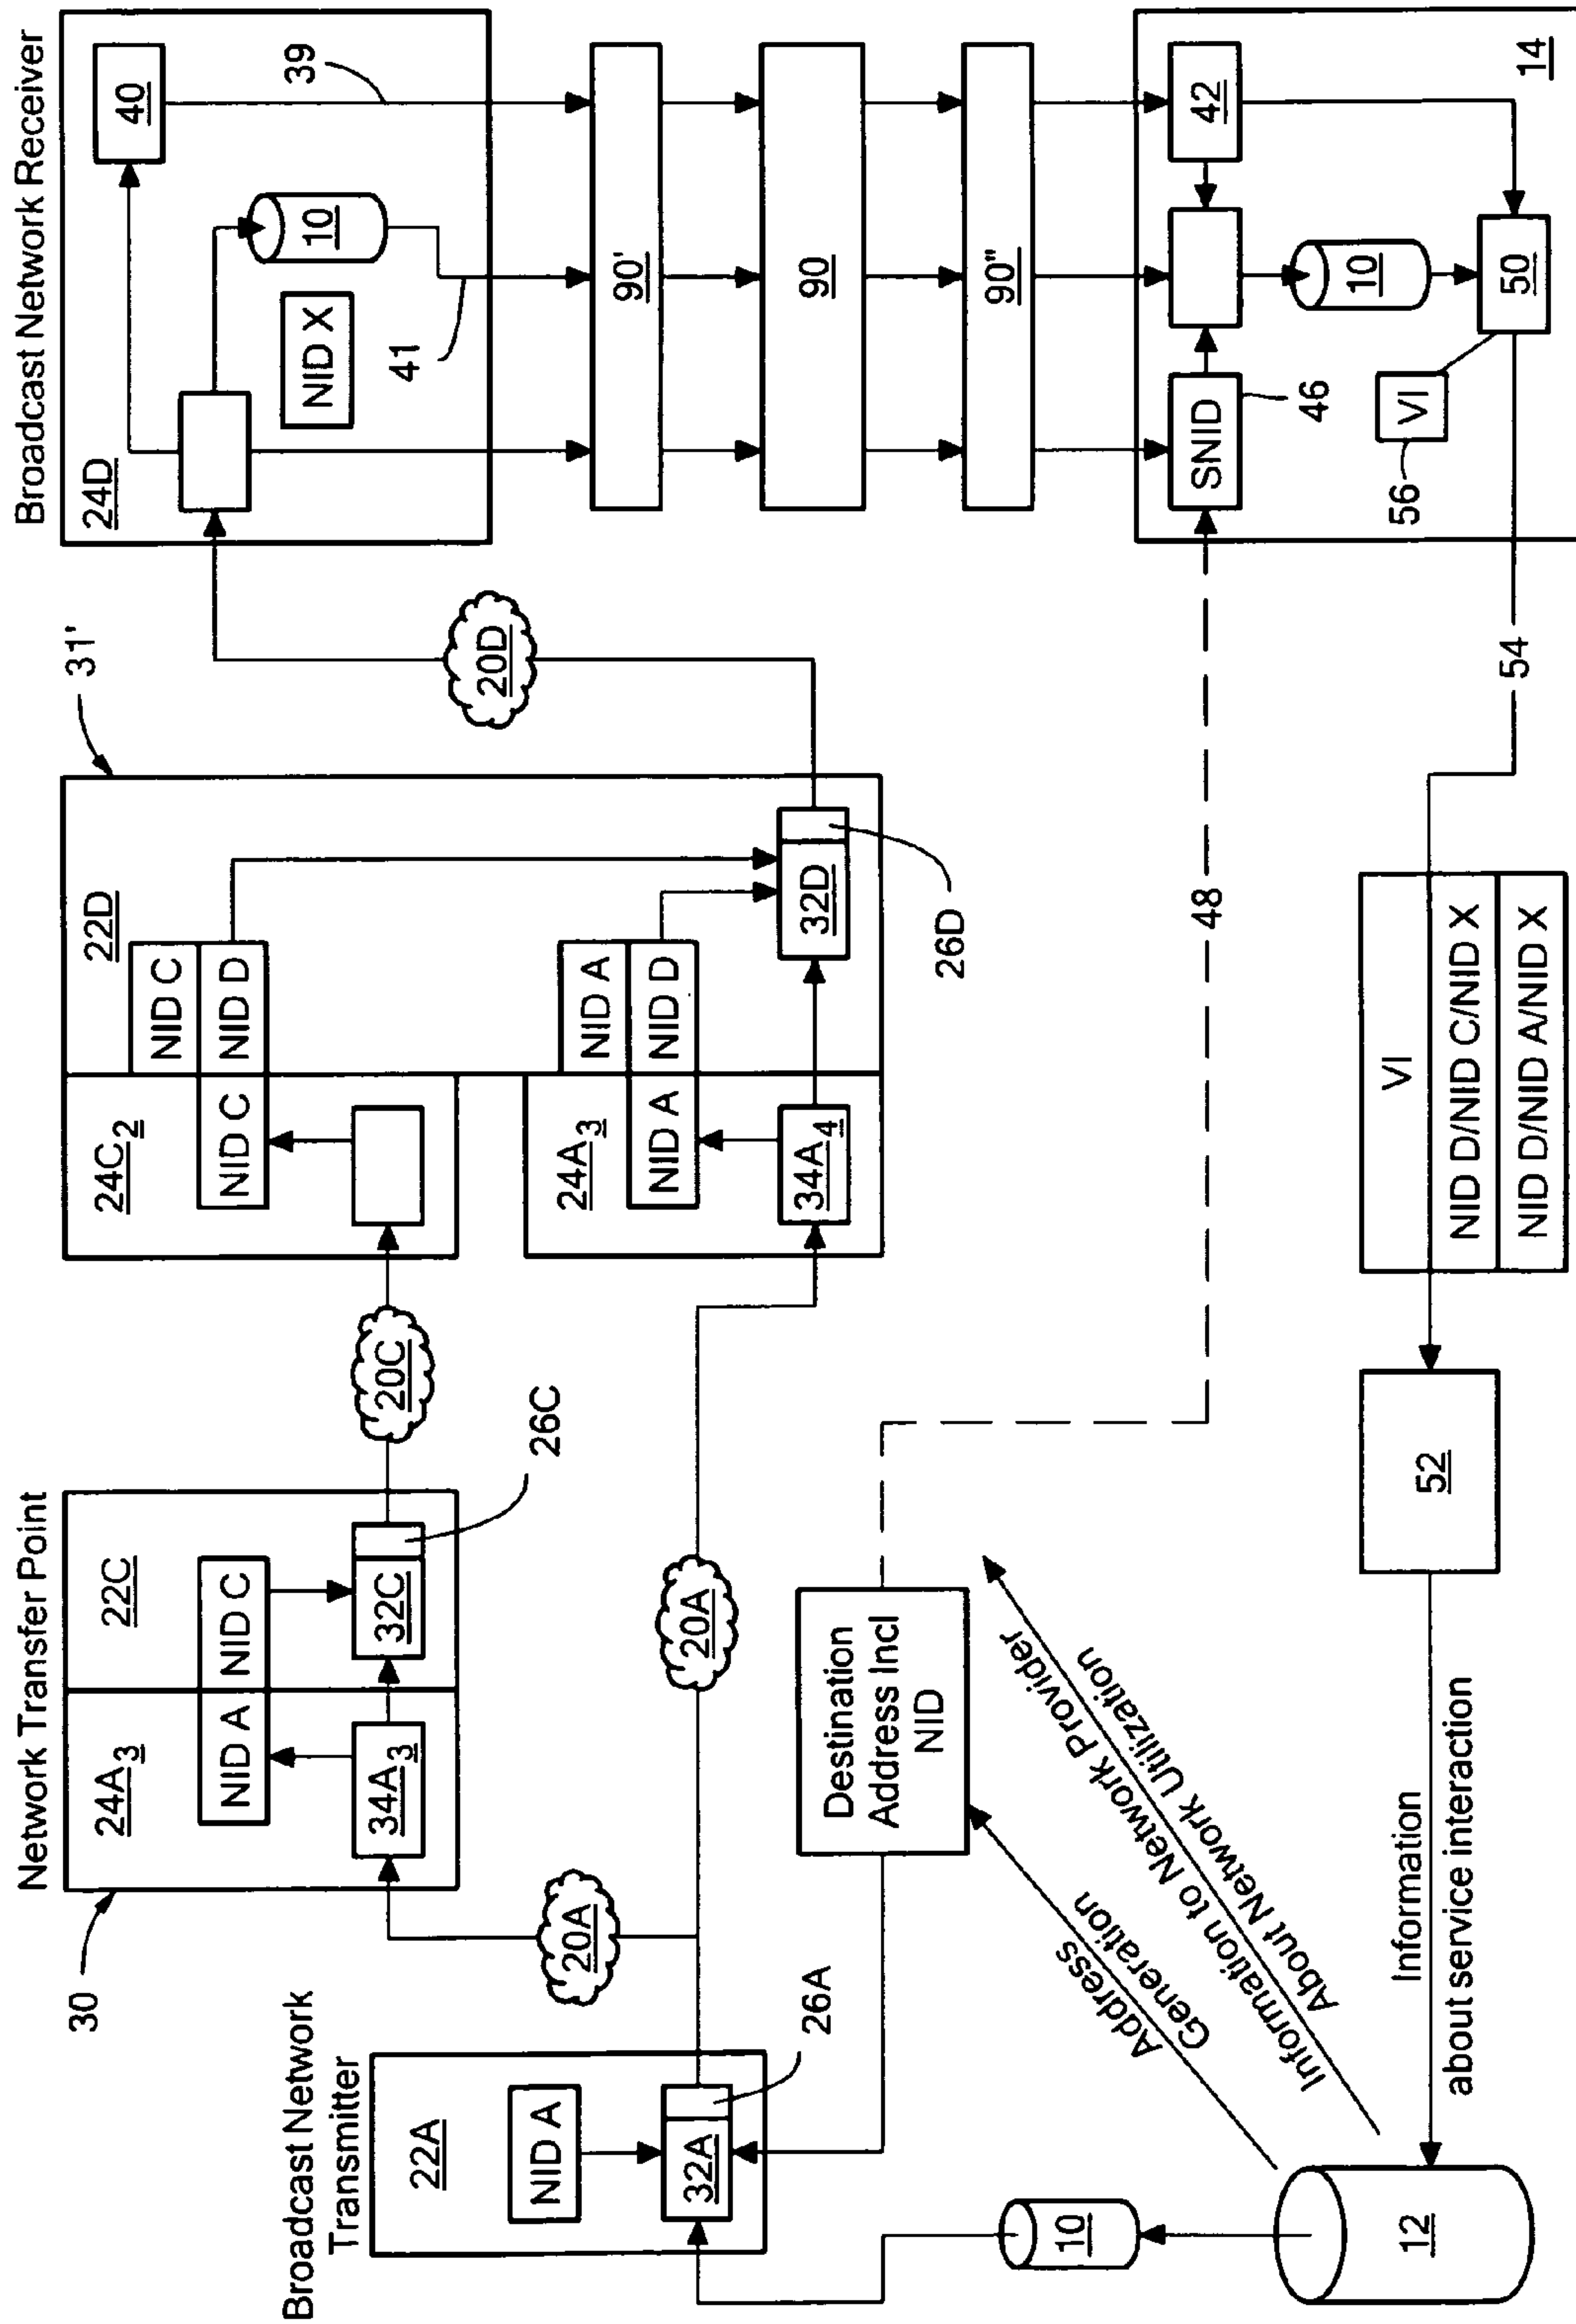 Broadcast Network
Transmitter
22A
NID A
32A
26A
10
12
30
Network Transfer Point
24A3
22C
NID A
NID C
34A3
32C
26C
20A
20A
20C
31'
24C2
22D
NID C
NID C
NID D
24A3
NID A
NID A
NID D
34A4
32D
26D
20D
Broadcast Network Receiver
24D
40
10
NID X
39
41
90'
90
90"
14
SNID
42
46
10
50
VI
56
54
48
Destination
Address Incl
NID
Address
Generation
Information to Network Provider
About Network Utilization
VI
NID D/NID C/NID X
NID D/NID A/NID X
52
Information
about service interaction